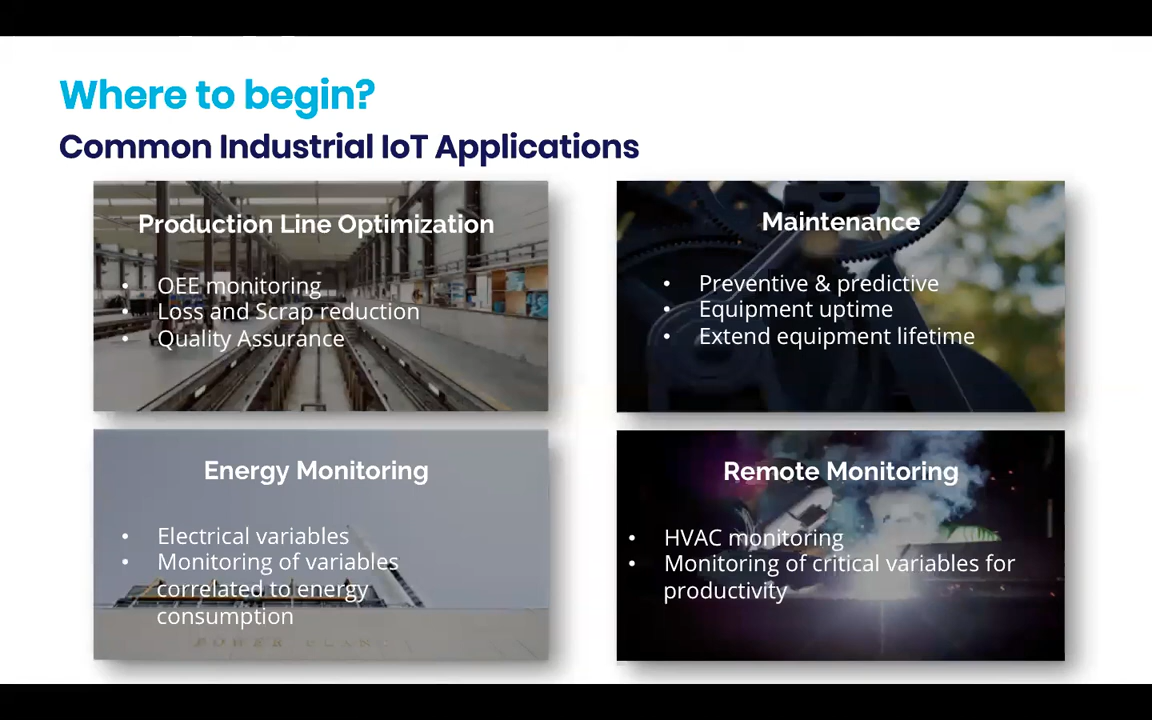 Where to begin?
Common Industrial IoT Applications
Production Line Optimization
• OEE monitoring
• Loss and Scrap reduction
• Quality Assurance
Maintenance
• Preventive & predictive
• Equipment uptime
• Extend equipment lifetime
Energy Monitoring
• Electrical variables
• Monitoring of variables
correlated to energy
consumption
POWER PLANT
Remote Monitoring
• HVAC monitoring
• Monitoring of critical variables for
productivity